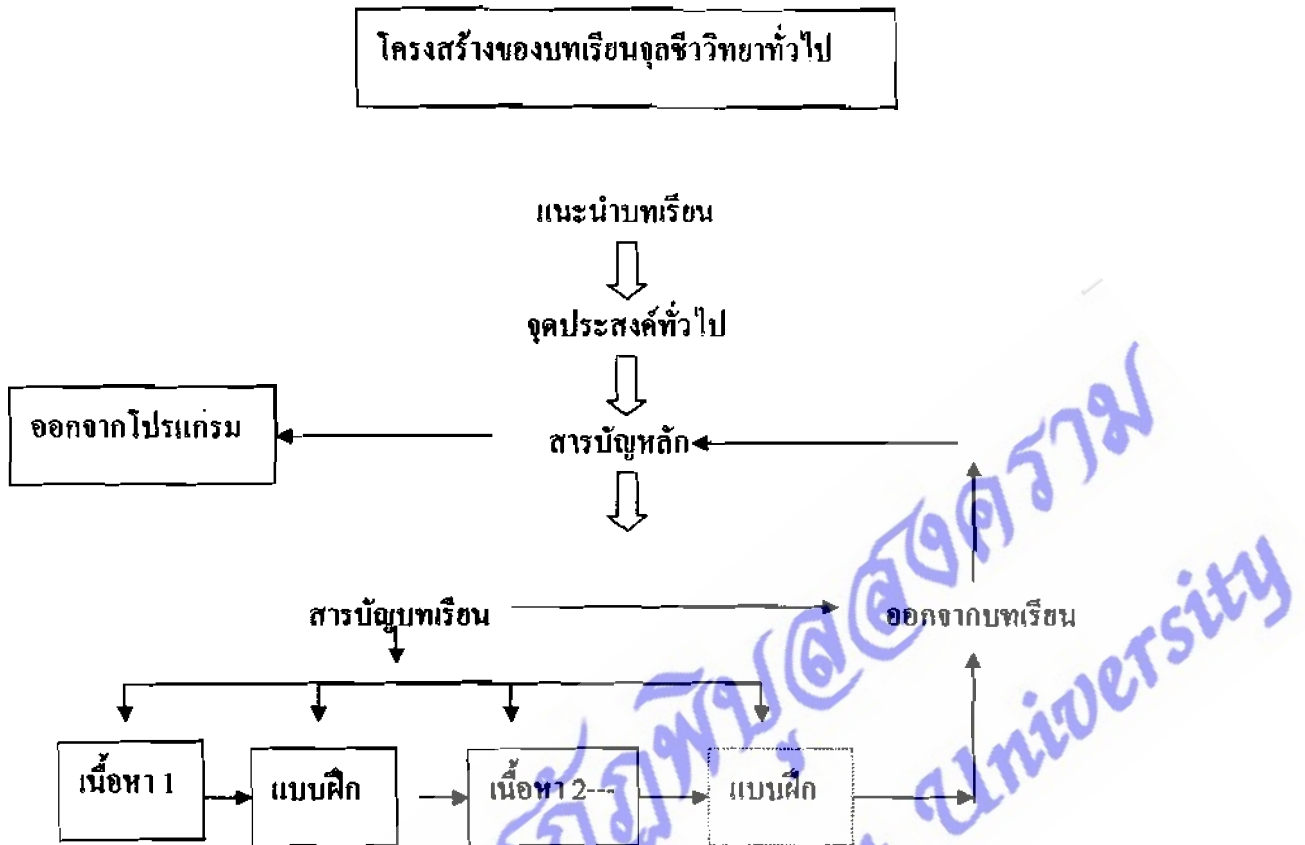 โครงสร้างของบทเรียนจุลชีววิทยาทั่วไป
แนะนำบทเรียน
จุดประสงค์ทั่วไป
ออกจากโปรแกรม
สารบัญหลัก
สารบัญบทเรียน
ออกจากบทเรียน
เนื้อหา 1
แบบฝึก
เนื้อหา 2---
แบบฝึก
University